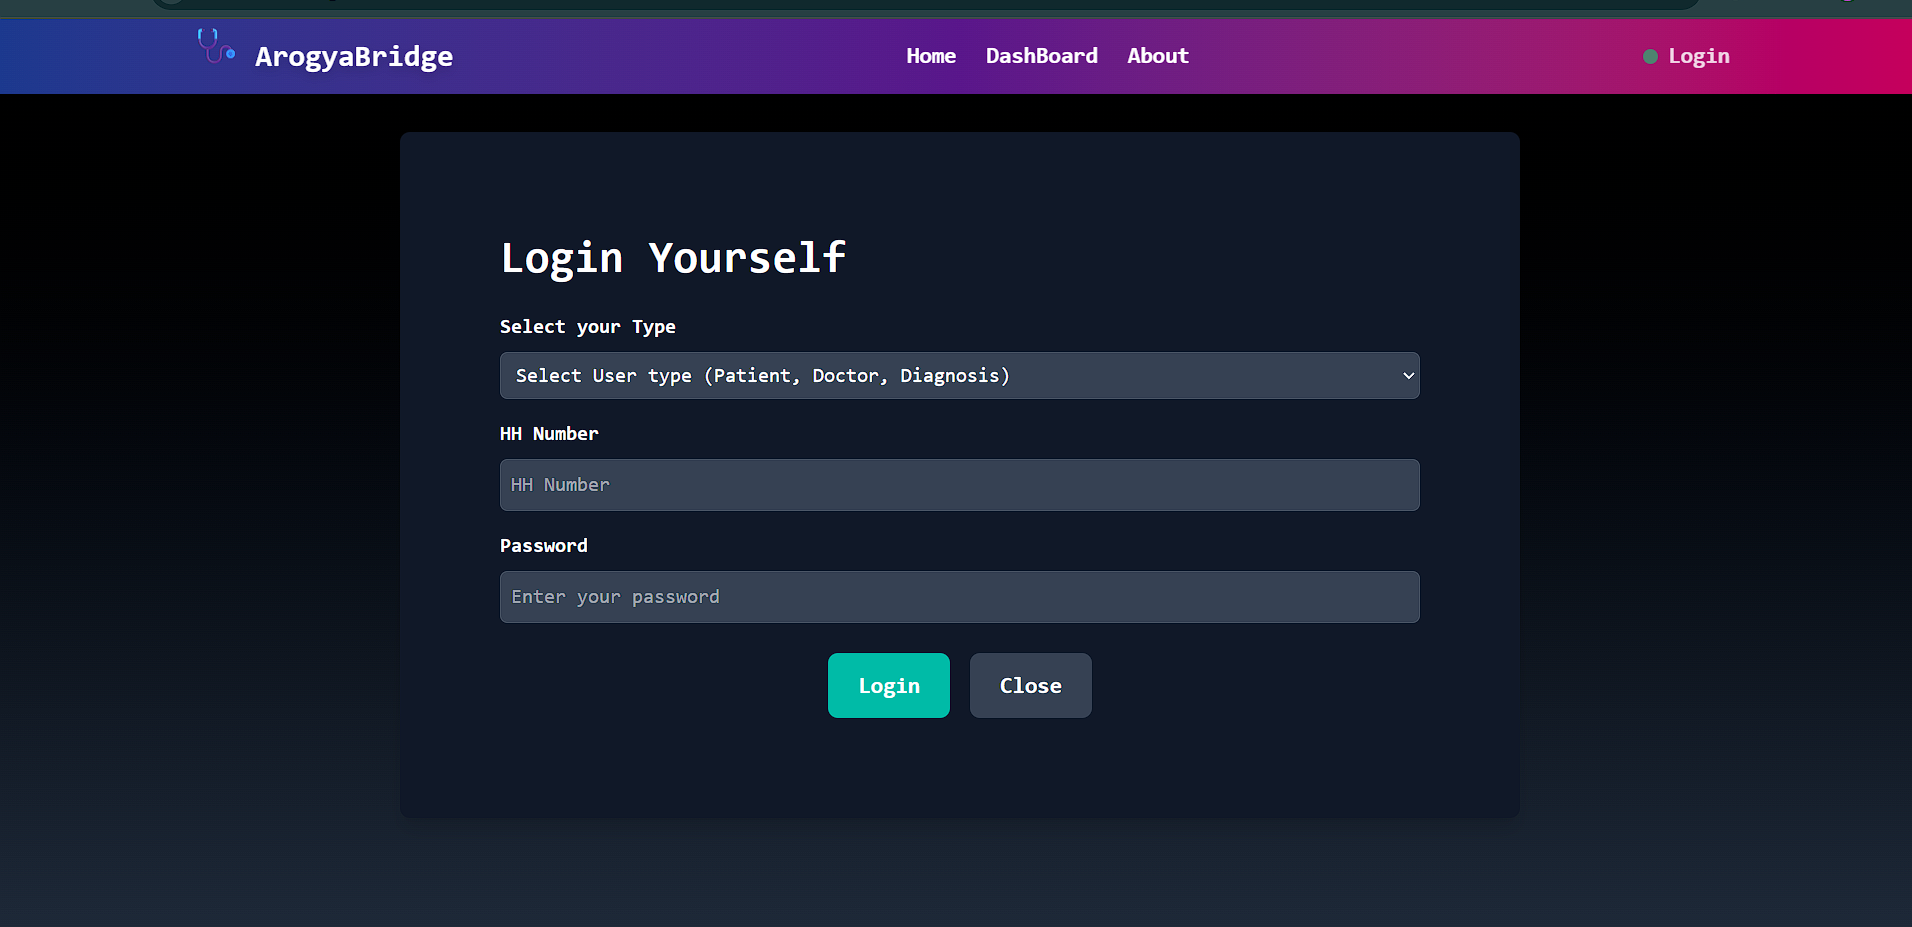 ArogyaBridge
Home DashBoard About
Login
Login Yourself
Select your Type
Select User type (Patient, Doctor, Diagnosis)
HH Number
HH Number
Password
Enter your password
Login Close